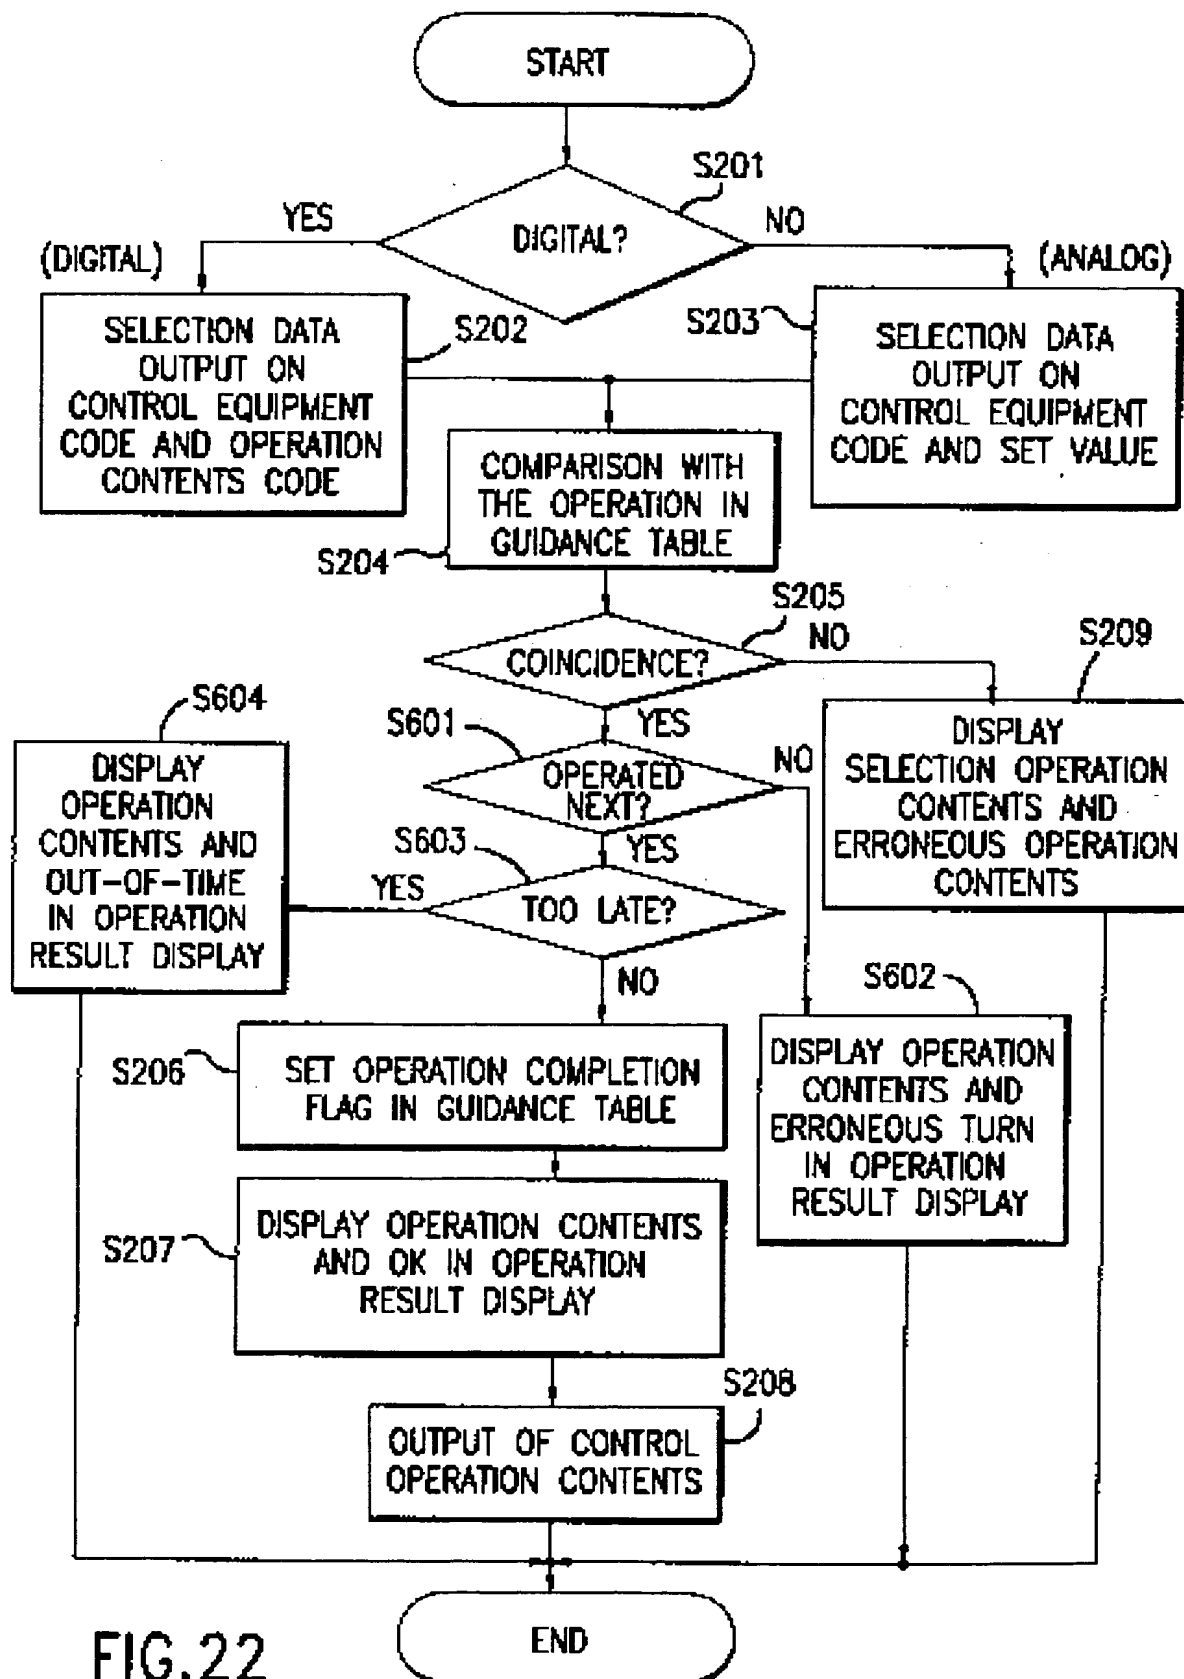 START
S201
YES
DIGITAL?
NO
(DIGITAL)
(ANALOG)
SELECTION DATA
OUTPUT ON
CONTROL EQUIPMENT
CODE AND OPERATION
CONTENTS CODE
S202
S203
SELECTION DATA
OUTPUT ON
CONTROL EQUIPMENT
CODE AND SET VALUE
COMPARISON WITH
THE OPERATION IN
GUIDANCE TABLE
S204
S205
COINCIDENCE?
NO
S209
YES
DISPLAY
SELECTION OPERATION
CONTENTS AND
ERRONEOUS OPERATION
CONTENTS
S604
DISPLAY
OPERATION
CONTENTS AND
OUT-OF-TIME
IN OPERATION
RESULT DISPLAY
S601
OPERATED
NEXT?
NO
YES
S603
YES
TOO LATE?
NO
S602
DISPLAY OPERATION
CONTENTS AND
ERRONEOUS TURN
IN OPERATION
RESULT DISPLAY
S206
SET OPERATION COMPLETION
FLAG IN GUIDANCE TABLE
S207
DISPLAY OPERATION CONTENTS
AND OK IN OPERATION
RESULT DISPLAY
S208
OUTPUT OF CONTROL
OPERATION CONTENTS
END
FIG.22